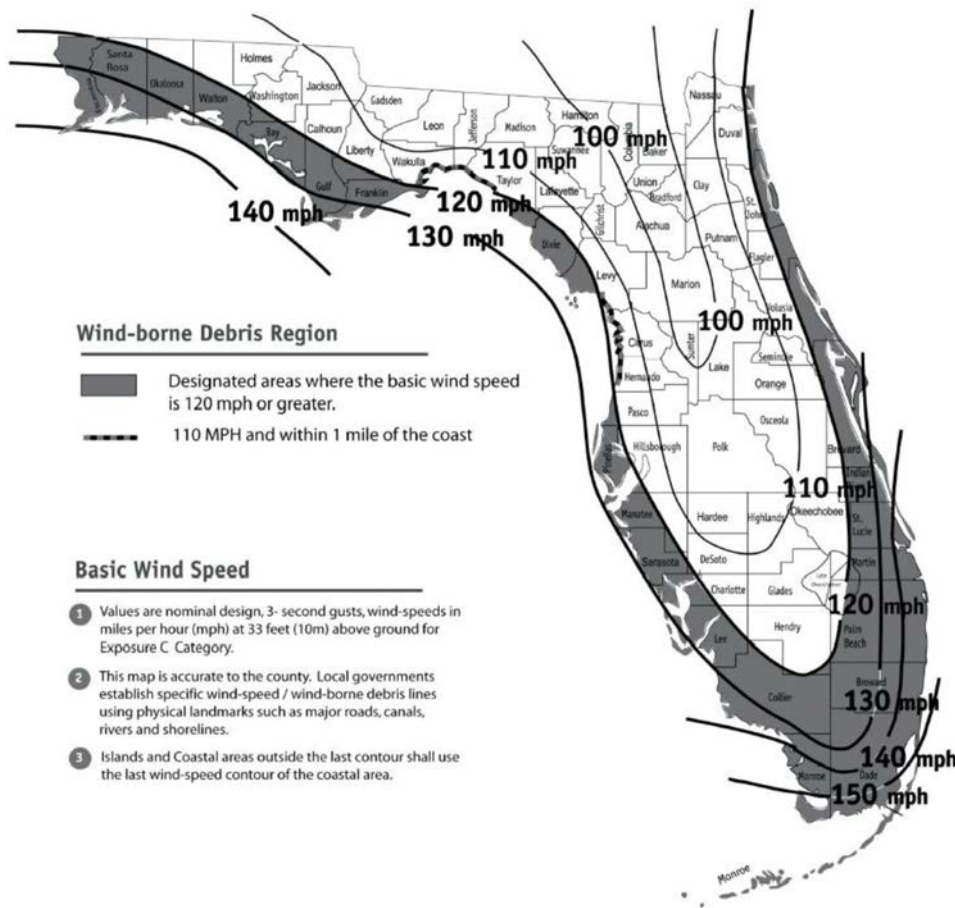 Holmes
Santa
Rosa
Okaloosa
Walton
Washington
Jackson
Gadsden
Bay
Calhoun
Liberty
Leon
Jefferson
Madison
Hamilton
100 mph
Columbia
Baker
Nassau
Duval
Gulf
Franklin
Wakulla
110 mph
Suwannee
Taylor
Lafayette
Union
Bradford
Clay
St.
140 mph
120 mph
130 mph
Dixie
Gilchrist
Alachua
Putnam
Flagler
Levy
Marion
100 mph
Volusia
Wind-borne Debris Region
Designated areas where the basic wind speed
is 120 mph or greater.
110 MPH and within 1 mile of the coast
Citrus
Sumter
Lake
Seminole
Hernando
Orange
Pasco
Osceola
Hillsborough
Polk
Pinellas
Brevard
Indian
110 mph
Manatee
Hardee
Highlands
Okeechobee
St.
Lucie
Sarasota
DeSoto
Martin
Charlotte
Glades
120 mph
Lee
Hendry
Palm
Beach
Collier
Broward
130 mph
140 mph
Monroe
Dade
150 mph
Monroe
Basic Wind Speed
1 Values are nominal design, 3- second gusts, wind-speeds in
miles per hour (mph) at 33 feet (10m) above ground for
Exposure C Category.
2 This map is accurate to the county. Local governments
establish specific wind-speed / wind-borne debris lines
using physical landmarks such as major roads, canals,
rivers and shorelines.
3 Islands and Coastal areas outside the last contour shall use
the last wind-speed contour of the coastal area.